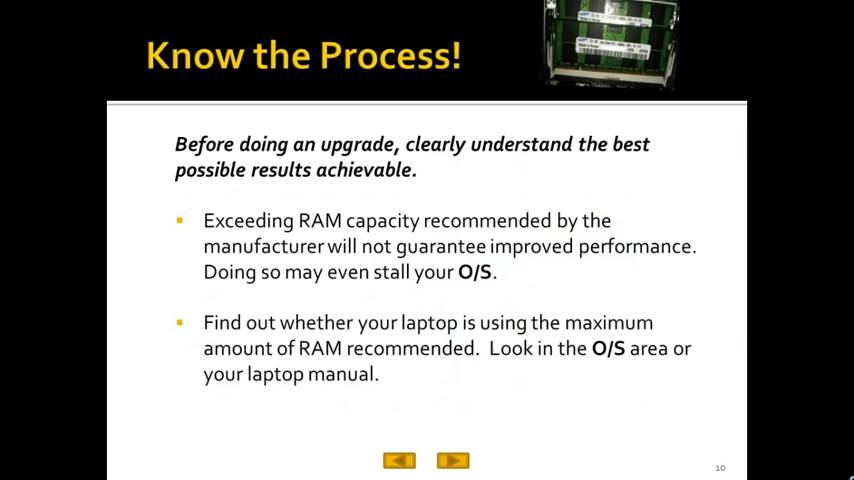 Know the Process!
Before doing an upgrade, clearly understand the best
possible results achievable.
Exceeding RAM capacity recommended by the
manufacturer will not guarantee improved performance.
Doing so may even stall your O/S.
Find out whether your laptop is using the maximum
amount of RAM recommended.  Look in the O/S area or
your laptop manual.
10